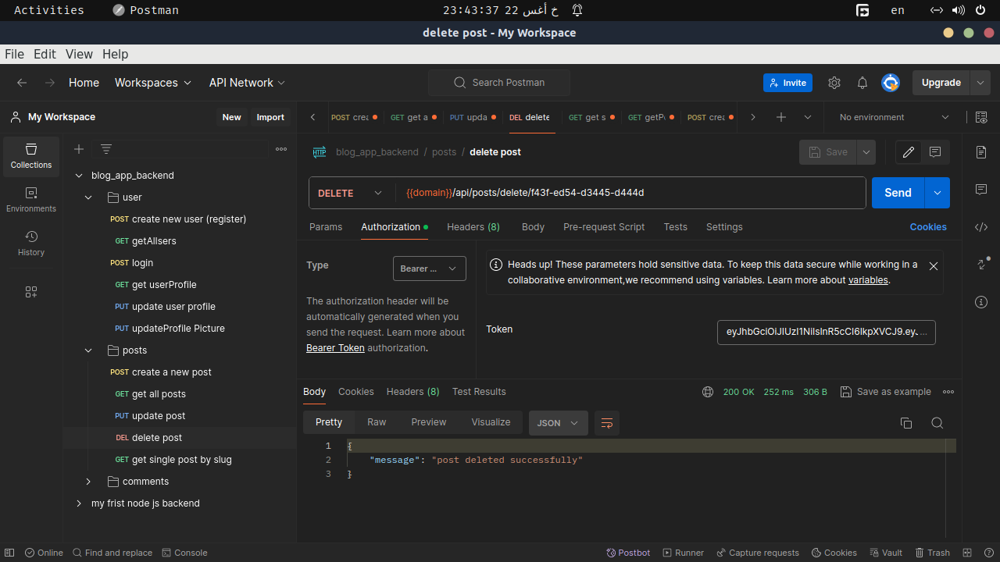 Activities Postman 23:43:37 22 خ أغس en
delete post - My Workspace
File Edit View Help
Home Workspaces API Network Search Postman Invite Upgrade
My Workspace New Import
POST crea GET get a PUT upda DEL delete GET get s GET getP POST crea No environment
Collections
Environments
History
blog_app_backend
user
POST create new user (register)
GET getAllsers
POST login
GET get userProfile
PUT update user profile
PUT updateProfile Picture
posts
POST create a new post
GET get all posts
PUT update post
DEL delete post
GET get single post by slug
comments
my frist node js backend
HTTP blog_app_backend / posts / delete post Save
DELETE {{domain}}/api/posts/delete/f43f-ed54-d3445-d444d Send
Params Authorization Headers (8) Body Pre-request Script Tests Settings Cookies
Type Bearer ...
The authorization header will be
automatically generated when you
send the request. Learn more about
Bearer Token authorization.
Heads up! These parameters hold sensitive data. To keep this data secure while working in a
collaborative environment,we recommend using variables. Learn more about variables.
Token
Body Cookies Headers (8) Test Results 200 OK 252 ms 306 B Save as example
Pretty Raw Preview Visualize JSON
1 {
2 "message": "post deleted successfully"
3 }
Online Find and replace Console Postbot Runner Capture requests Cookies Vault Trash